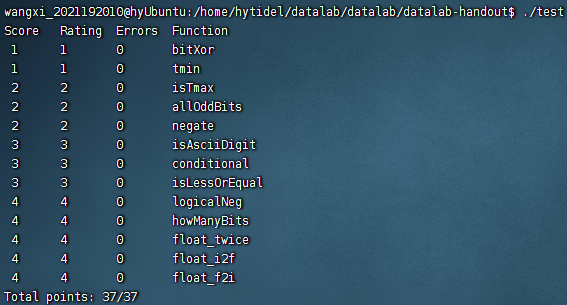 wangxi_2021192010@hyUbuntu:/home/hytidel/datalab/datalab/datalab-handout$ ./test
Score Rating Errors Function
1 1 0 bitXor
1 1 0 tmin
2 2 0 isTmax
2 2 0 allOddBits
2 2 0 negate
3 3 0 isAsciiDigit
3 3 0 conditional
3 3 0 isLessOrEqual
4 4 0 logicalNeg
4 4 0 howManyBits
4 4 0 float_twice
4 4 0 float_i2f
4 4 0 float_f2i
Total points: 37/37